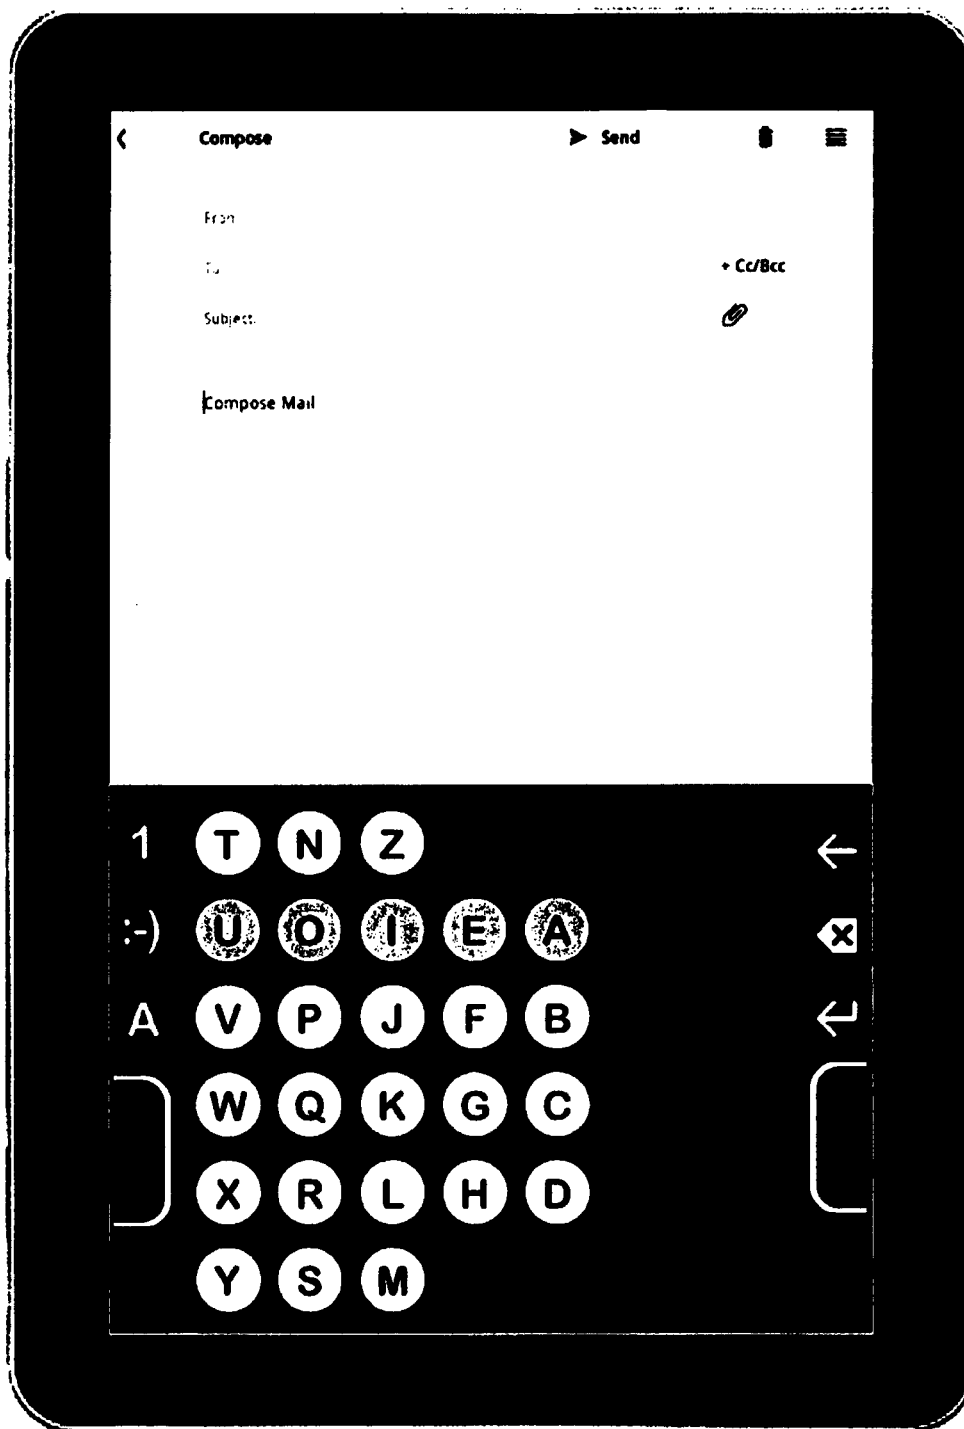 Compose Send
Subject:
+ Cc/Bcc
Compose Mail
1 T N Z
:-) U O I E A
A V P J F B
W Q K G C
X R L H D
Y S M